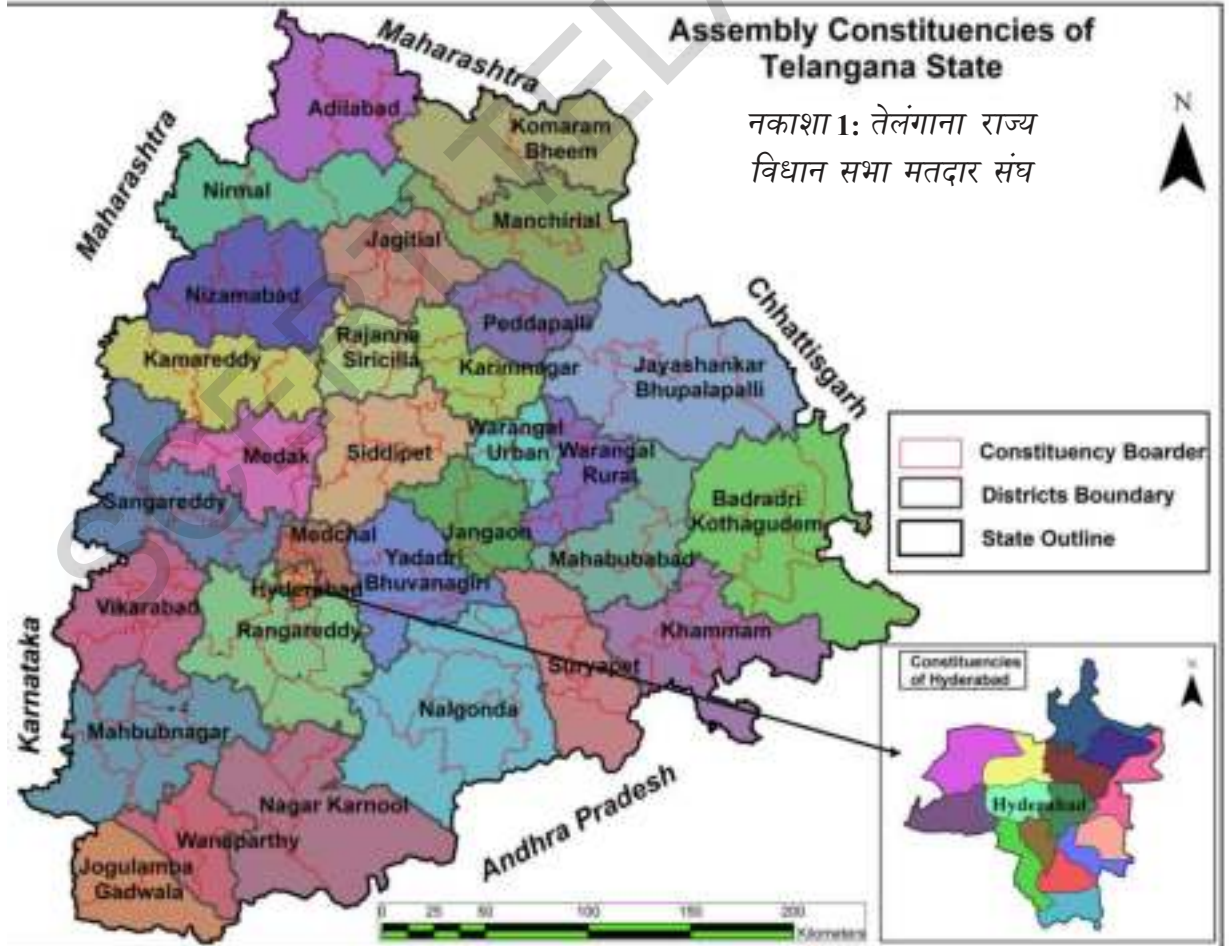 Assembly Constituencies of
Telangana State
नकाशा 1: तेलंगाना राज्य
विधान सभा मतदार संघ
N
Maharashtra
Maharashtra
Adilabad
Komaram
Bheem
Nirmal
Manchirial
Jagitial
Nizamabad
Peddapalli
Chhattisgarh
Rajanna
Siricilla
Kamareddy
Karimnagar
Jayashankar
Bhupalapalli
Warangal
Urban
Warangal
Rural
Medak
Siddipet
Sangareddy
Badradri
Kothagudem
Constituency Boarder
Districts Boundary
State Outline
Medchal
Jangaon
Yadadri
Bhuvanagiri
Mahabubabad
Hyderabad
Vikarabad
Rangareddy
Khammam
Suryapet
Karnataka
Mahbubnagar
Nalgonda
Nagar Karnool
Wanaparthy
Jogulamba
Gadwala
Andhra Pradesh
Constituencies
of Hyderabad
N
Hyderabad
0 25 50 100 150 200
Kilometers
SCERT TELA